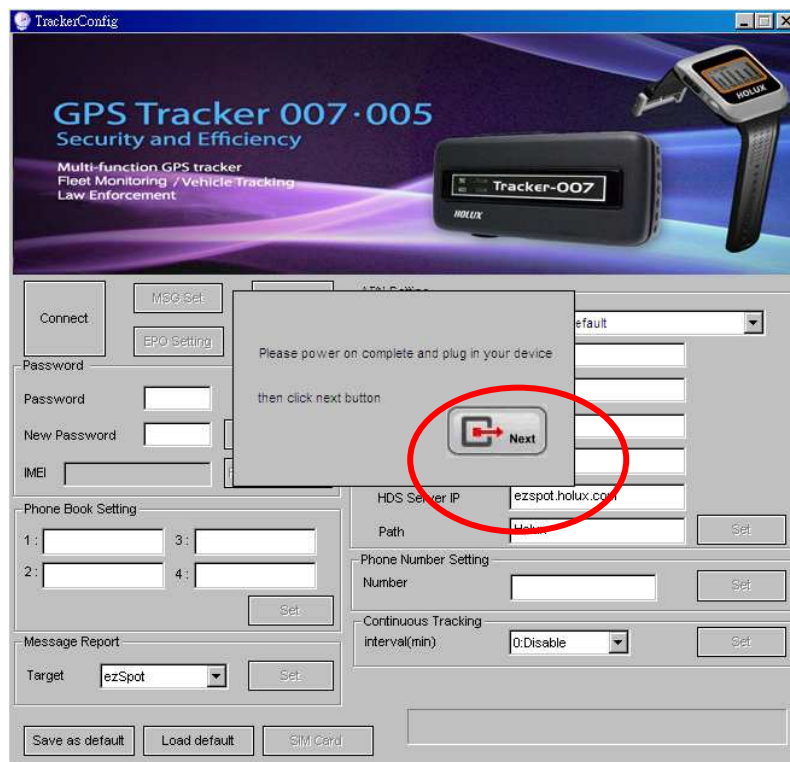 TrackerConfig
GPS Tracker 007·005
Security and Efficiency
Multi-function GPS tracker
Fleet Monitoring / Vehicle Tracking
Law Enforcement
Tracker-007
HOLUX
HOLUX
Connect
MSG Set
EPO Setting
Please power on complete and plug in your device
then click next button
Next
Password
Password
New Password
IMEI
HDS Server IP
ezspot.holux.com
Path
Holux
Set
Phone Book Setting
1 :
3 :
2 :
4 :
Set
Phone Number Setting
Number
Set
Continuous Tracking
interval(min)
0:Disable
Set
Message Report
Target
ezSpot
Set
Save as default
Load default
SIM Card